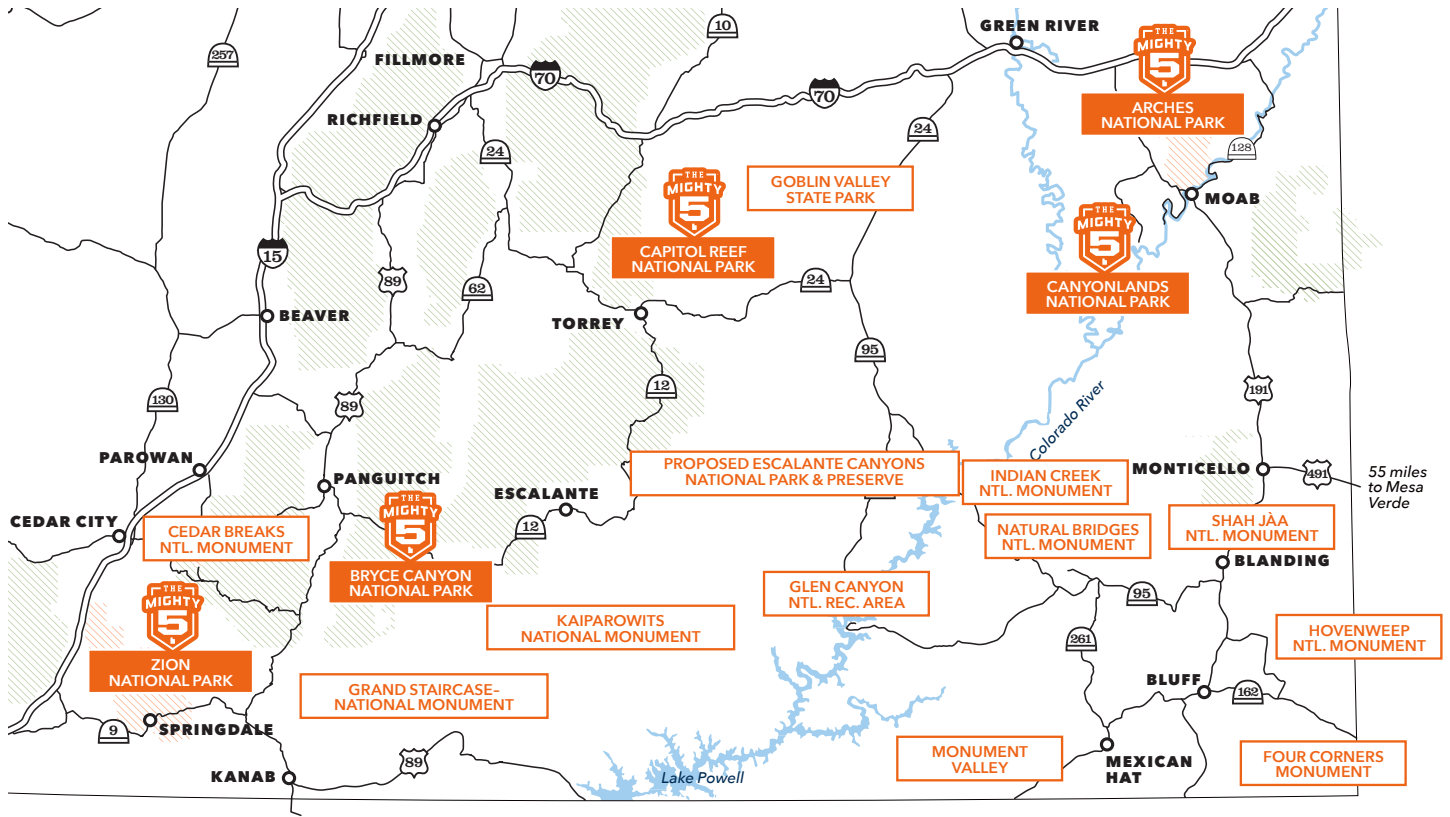 257
10
GREEN RIVER
THE
MIGHTY
5
ARCHES
NATIONAL PARK
FILLMORE
70
70
RICHFIELD
24
24
128
THE
MIGHTY
5
CAPITOL REEF
NATIONAL PARK
GOBLIN VALLEY
STATE PARK
MOAB
THE
MIGHTY
5
CANYONLANDS
NATIONAL PARK
15
89
62
24
BEAVER
TORREY
95
130
89
12
191
Colorado River
PAROWAN
PANGUITCH
ESCALANTE
PROPOSED ESCALANTE CANYONS
NATIONAL PARK & PRESERVE
INDIAN CREEK
NTL. MONUMENT
MONTICELLO
491
55 miles
to Mesa
Verde
CEDAR CITY
CEDAR BREAKS
NTL. MONUMENT
THE
MIGHTY
5
BRYCE CANYON
NATIONAL PARK
12
NATURAL BRIDGES
NTL. MONUMENT
SHAH JÀA
NTL. MONUMENT
BLANDING
GLEN CANYON
NTL. REC. AREA
95
THE
MIGHTY
5
ZION
NATIONAL PARK
KAIPAROWITS
NATIONAL MONUMENT
261
HOVENWEEP
NTL. MONUMENT
GRAND STAIRCASE–
NATIONAL MONUMENT
BLUFF
162
9
SPRINGDALE
KANAB
89
Lake Powell
MONUMENT
VALLEY
MEXICAN
HAT
FOUR CORNERS
MONUMENT